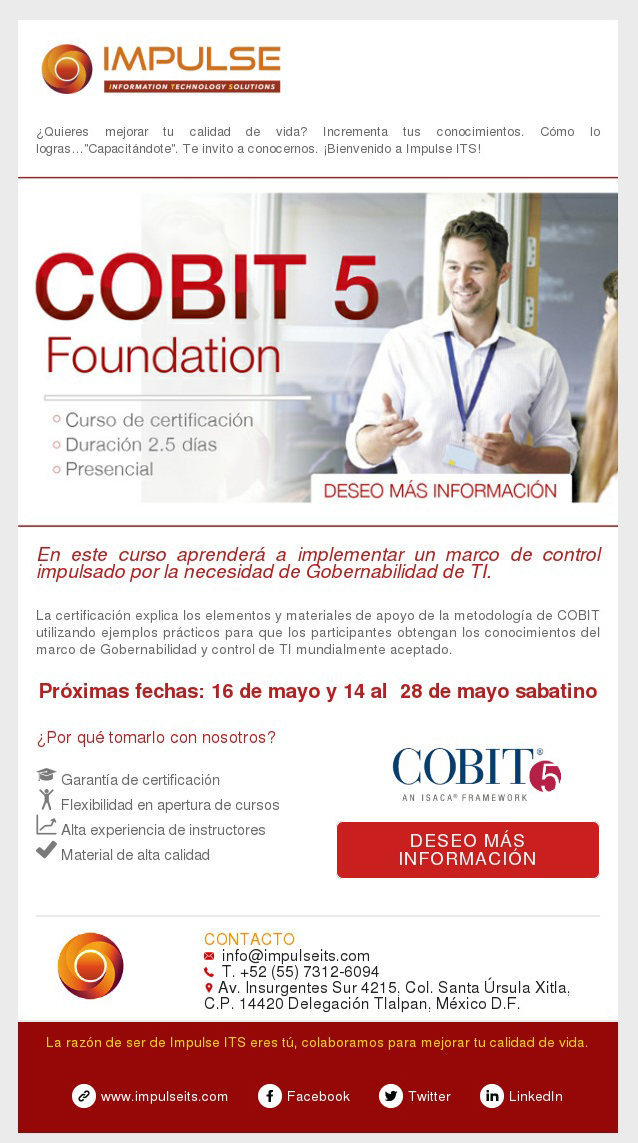 IMPULSE
INFORMATION TECHNOLOGY SOLUTIONS
¿Quieres mejorar tu calidad de vida? Incrementa tus conocimientos. Cómo lo
logras..."Capacitándote". Te invito a conocernos. ¡Bienvenido a Impulse ITS!
COBIT 5
Foundation
Curso de certificación
Duración 2.5 días
Presencial
DESEO MÁS INFORMACIÓN
En este curso aprenderá a implementar un marco de control
impulsado por la necesidad de Gobernabilidad de TI.
La certificación explica los elementos y materiales de apoyo de la metodología de COBIT
utilizando ejemplos prácticos para que los participantes obtengan los conocimientos del
marco de Gobernabilidad y control de TI mundialmente aceptado.
Próximas fechas: 16 de mayo y 14 al 28 de mayo sabatino
¿Por qué tomarlo con nosotros?
Garantía de certificación
Flexibilidad en apertura de cursos
Alta experiencia de instructores
Material de alta calidad
COBIT® 5
AN ISACA® FRAMEWORK
DESEO MÁS
INFORMACIÓN
CONTACTO
info@impulseits.com
T. +52 (55) 7312-6094
Av. Insurgentes Sur 4215. Col. Santa Úrsula Xitla,
C.P. 14420 Delegación Tlalpan, México D.F.
La razón de ser de Impulse ITS eres tú, colaboramos para mejorar tu calidad de vida.
www.impulseits.com
Facebook
Twitter
LinkedIn